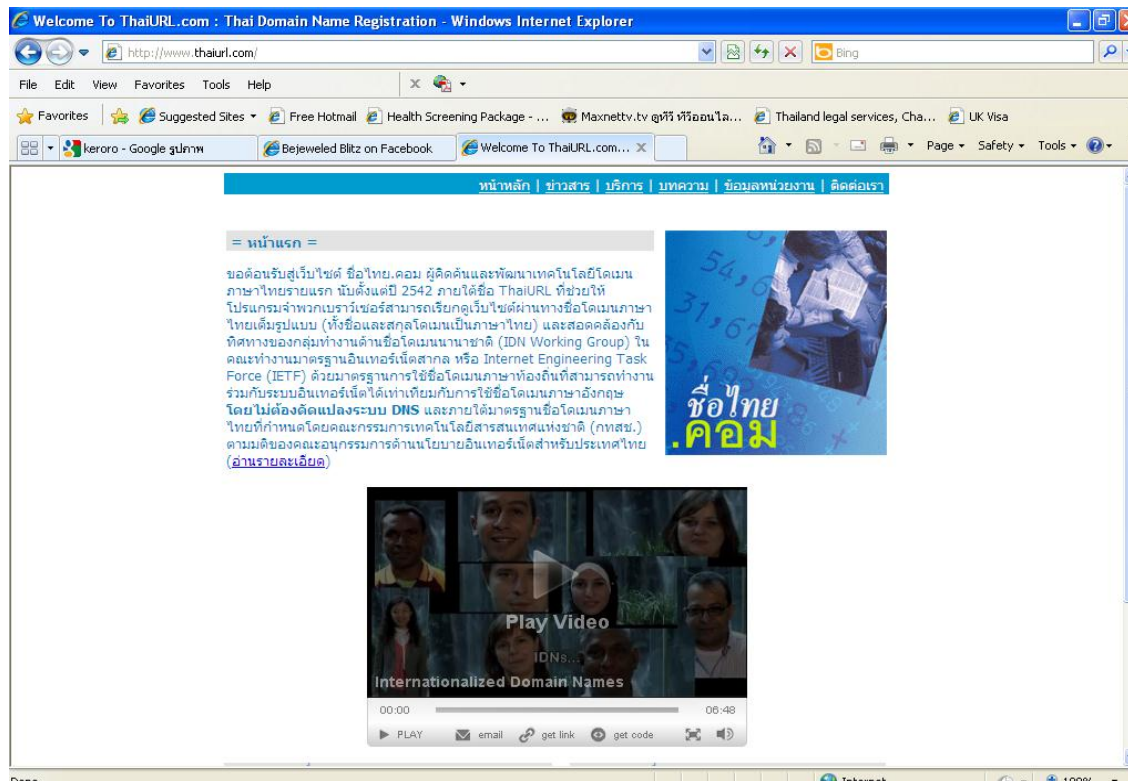 Welcome To ThaiURL.com : Thai Domain Name Registration - Windows Internet Explorer
http://www.thaiurl.com/
Bing
File Edit View Favorites Tools Help
Favorites Suggested Sites Free Hotmail Health Screening Package - ... Maxnettv.tv ดูทีวี ทีวีออนไล... Thailand legal services, Cha... UK Visa
keroro - Google รูปภาพ Bejeweled Blitz on Facebook Welcome To ThaiURL.com... Page Safety Tools
หน้าหลัก | ข่าวสาร | บริการ | บทความ | ข้อมูลหน่วยงาน | ติดต่อเรา
= หน้าแรก =
ขอต้อนรับสู่เว็บไซต์ ชื่อไทย.คอม ผู้คิดค้นและพัฒนาเทคโนโลยีโดเมน
ภาษาไทยรายแรก นับตั้งแต่ปี 2542 ภายใต้ชื่อ ThaiURL ที่ช่วยให้
โปรแกรมจำพวกเบราว์เซอร์สามารถเรียกดูเว็บไซต์ผ่านทางชื่อโดเมนภาษา
ไทยเต็มรูปแบบ (ทั้งชื่อและสกุลโดเมนเป็นภาษาไทย) และสอดคล้องกับ
ทิศทางของกลุ่มทำงานด้านชื่อโดเมนนานาชาติ (IDN Working Group) ใน
คณะทำงานมาตรฐานอินเทอร์เน็ตสากล หรือ Internet Engineering Task
Force (IETF) ด้วยมาตรฐานการใช้ชื่อโดเมนภาษาท้องถิ่นที่สามารถทำงาน
ร่วมกับระบบอินเทอร์เน็ตได้เท่าเทียมกับการใช้ชื่อโดเมนภาษาอังกฤษ
โดยไม่ต้องดัดแปลงระบบ DNS และภายใต้มาตรฐานชื่อโดเมนภาษา
ไทยที่กำหนดโดยคณะกรรมการเทคโนโลยีสารสนเทศแห่งชาติ (กทสช.)
ตามมติของคณะอนุกรรมการด้านนโยบายอินเทอร์เน็ตสำหรับประเทศไทย
(อ่านรายละเอียด)
ชื่อไทย
.คอม
Play Video
IDNs...
Internationalized Domain Names
00:00 06:48
PLAY email get link get code